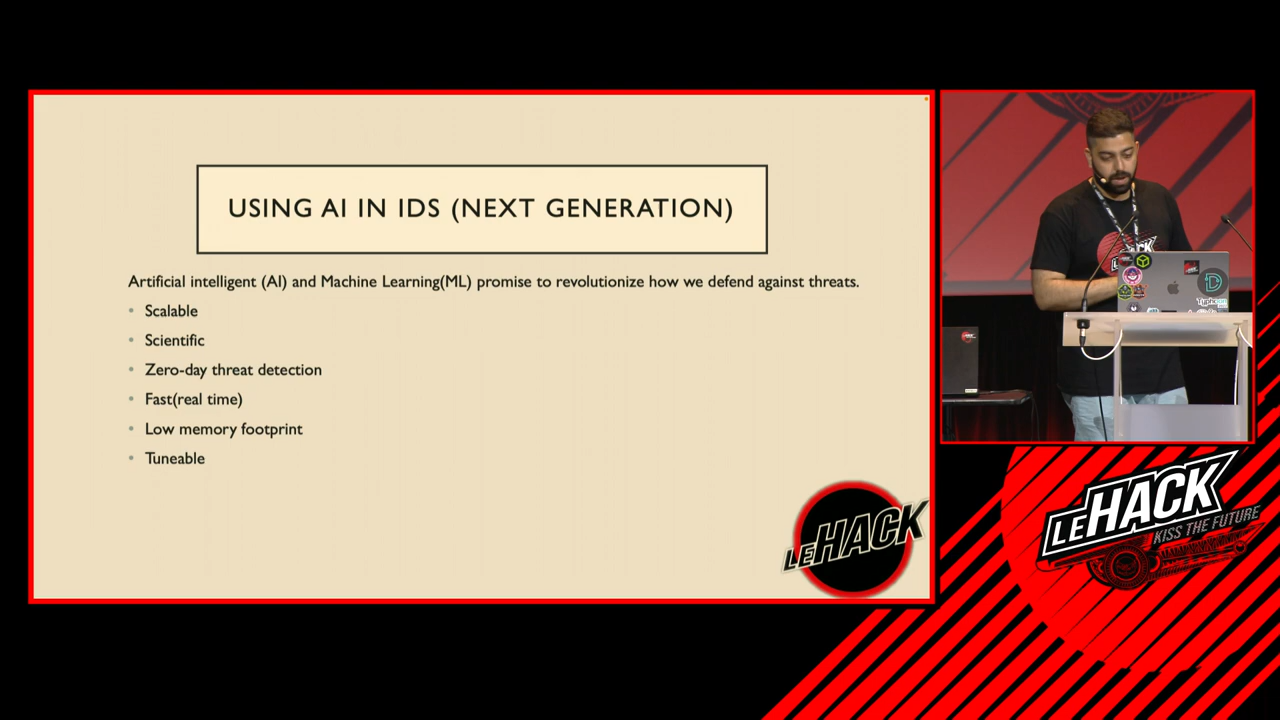 USING AI IN IDS (NEXT GENERATION)
Artificial intelligent (AI) and Machine Learning(ML) promise to revolutionize how we defend against threats.
• Scalable
• Scientific
• Zero-day threat detection
• Fast(real time)
• Low memory footprint
• Tuneable
LEHACK
LEHACK
KISS THE FUTURE
Typhoon